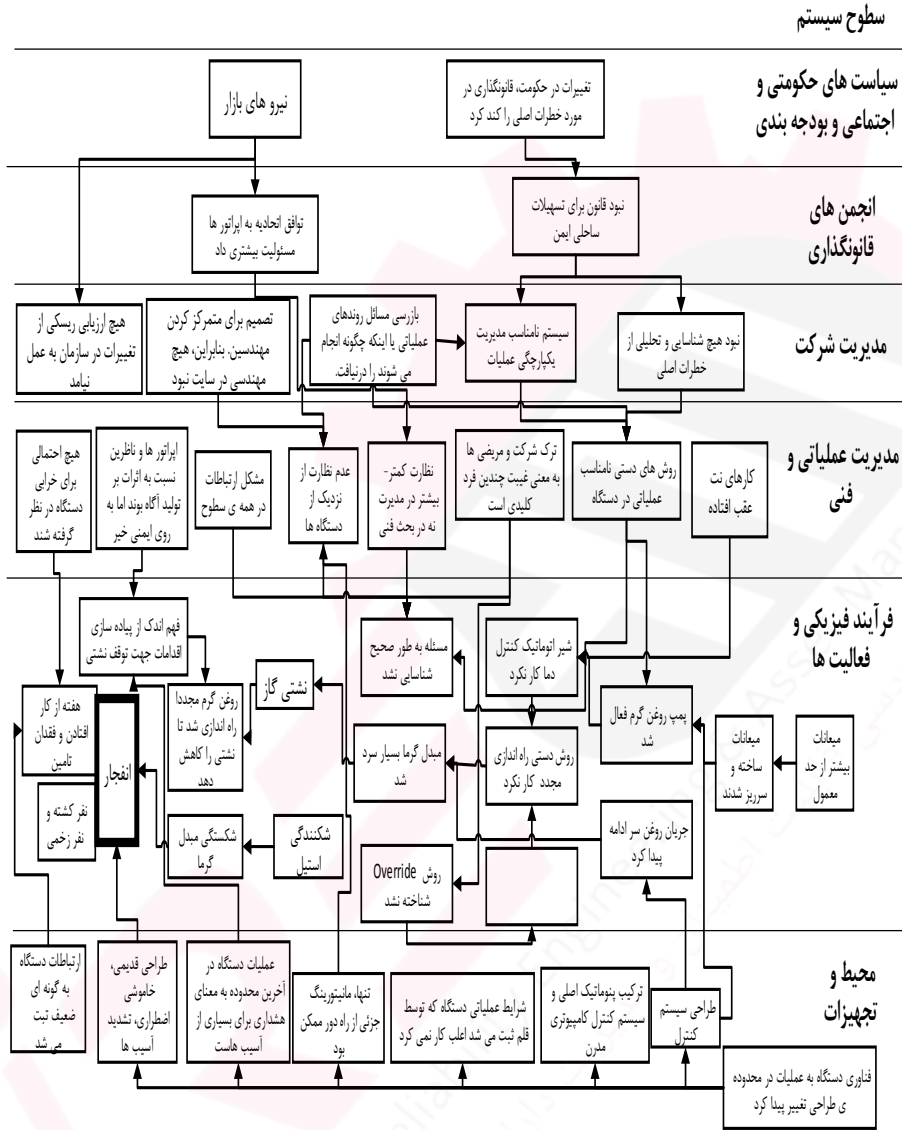 سطوح سیستم
سیاست های حکومتی و
اجتماعی و بودجه بندی
تغییرات در حکومت، قانونگذاری در
مورد خطرات اصلی را کند کرد
نیرو های بازار
انجمن های
قانونگذاری
نبود قانون برای تسهیلات
ساحلی ایمن
توافق اتحادیه به اپراتور ها
مسئولیت بیشتری داد
مدیریت شرکت
نبود هیچ شناسایی و تحلیلی از
خطرات اصلی
سیستم نامناسب مدیریت
یکپارچگی عملیات
بازرسی مسائل روندهای
عملیاتی یا اینکه چگونه انجام
می شوند را درنیافت.
تصمیم برای متمرکز کردن
مهندسین. بنابراین، هیچ
مهندسی در سایت نبود
هیچ ارزیابی ریسکی از
تغییرات در سازمان به عمل
نیامد
مدیریت عملیاتی و
فنی
کارهای نت
عقب افتاده
روش های دستی نامناسب
عملیاتی در دستگاه
ترک شرکت و مریضی ها
به معنی غیبت چندین فرد
کلیدی است
نظارت کمتر-
بیشتر در مدیرت
نه در بحث فنی
عدم نظارت از
نزدیک از
دستگاه ها
مشکل ارتباطات
در همه ی سطوح
اپراتور ها و ناظرین
نسبت به اثرات بر
تولید آگاه بوند اما به
روی ایمنی خیر
هیچ احتمالی
برای خرابی
دستگاه در نظر
گرفته شند
فرآیند فیزیکی و
فعالیت ها
فهم اندک از پیاده سازی
اقدامات جهت توقف نشتی
شیر اتوماتیک کنترل
دما کار نکرد
مسئله به طور صحیح
شناسایی نشد
نشتی گاز
روغن گرم مجددا
راه اندازی شد تا
نشتی را کاهش
دهد
هفته از کار
افتادن و فقدان
تامین
انفجار
پمپ روغن گرم فعال
شد
میعانات
ساخته و
سرریز شدند
میعانات
بیشتر از حد
معمول
روش دستی راه اندازی
مجدد کار نکرد
مبدل گرما بسیار سرد
شد
نفر کشته و
نفر زخمی
شکستگی مبدل
گرما
شکنندگی
استیل
جریان روغن سر ادامه
پیدا کرد
روش Override
شناخته نشد
محیط و
تجهیزات
طراحی سیستم
کنترل
ترکیب پنوماتیک اصلی و
سیستم کنترل کامپیوتری
مدرن
شرایط عملیاتی دستگاه که توسط
قلم ثبت می شد اغلب کار نمی کرد
تنها، مانیتورینگ
جزئی از راه دور ممکن
بود
عملیات دستگاه در
آخرین محدوده به معنای
هشداری برای بسیاری از
آسیب هاست
طراحی قدیمی،
خاموشی
اضطراری، تشدید
آسیب ها
ارتباطات دستگاه
به گونه ای
ضعیف ثبت
می شد
فناوری دستگاه به عملیات در محدوده
ی طراحی تغییر پیدا کرد